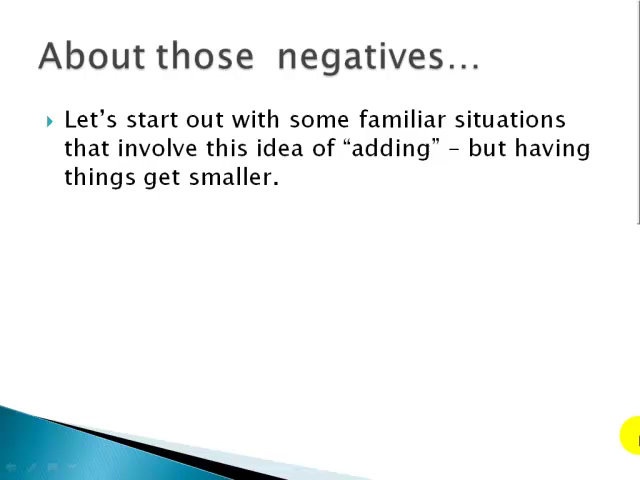 About those  negatives…
Let’s start out with some familiar situations
that involve this idea of “adding” – but having
things get smaller.